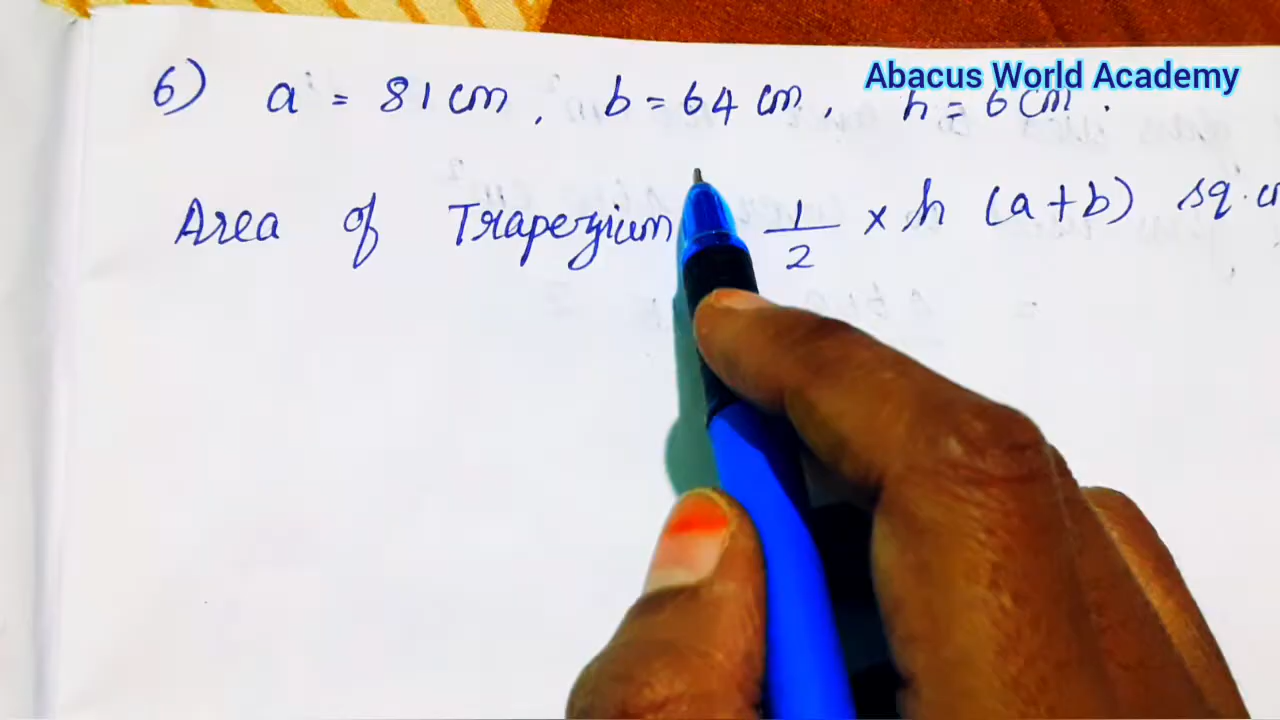 Abacus World Academy
6) a = 81 cm, b = 64 cm, h = 6 cm.
Area of Trapezium 1/2 × h (a+b) sq.c